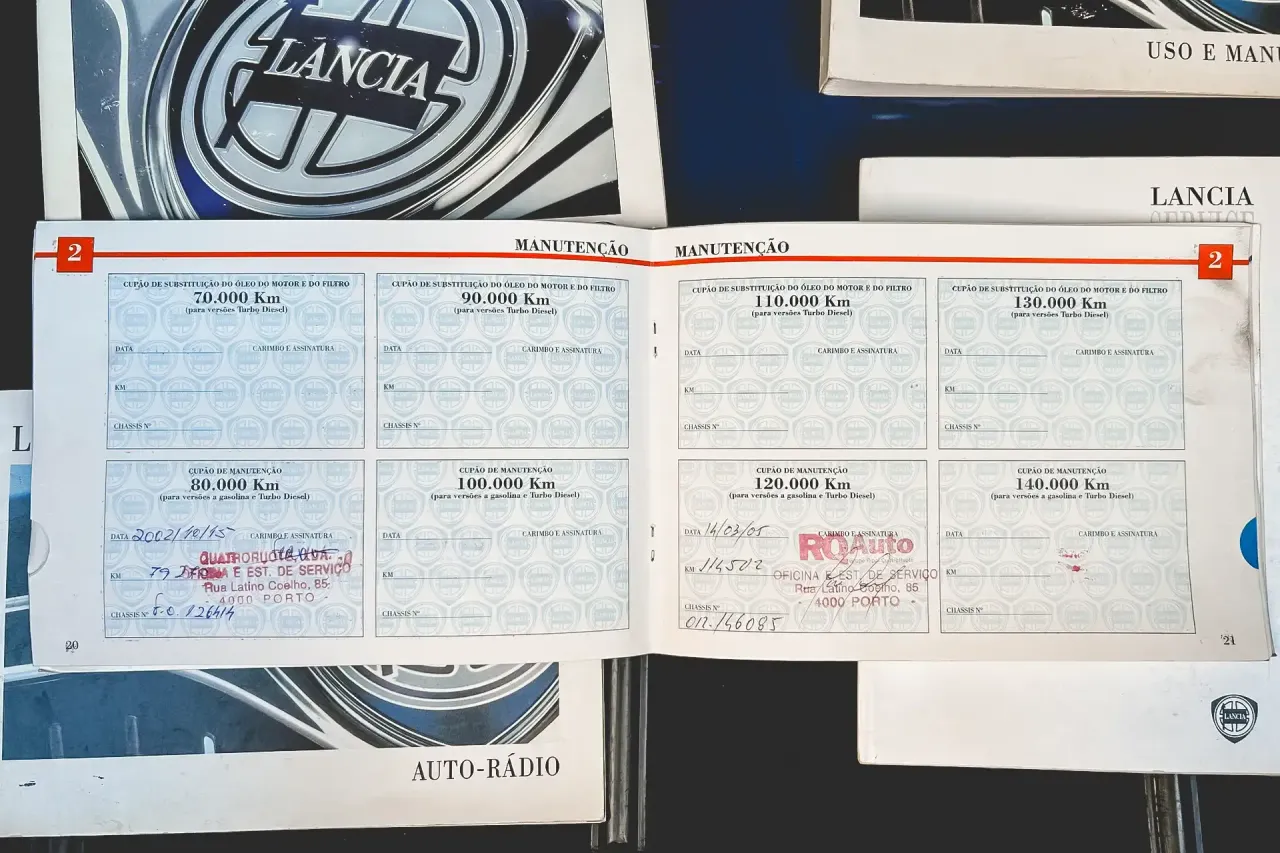 LANCIA
USO E MANU
LANCIA
SERVICE
2
MANUTENÇÃO
MANUTENÇÃO
2
CUPÃO DE SUBSTITUIÇÃO DO ÓLEO DO MOTOR E DO FILTRO
70.000 Km
(para versões Turbo Diesel)
DATA
CARIMBO E ASSINATURA
KM
CHASSIS Nº
CUPÃO DE SUBSTITUIÇÃO DO ÓLEO DO MOTOR E DO FILTRO
90.000 Km
(para versões Turbo Diesel)
DATA
CARIMBO E ASSINATURA
KM
CHASSIS Nº
CUPÃO DE SUBSTITUIÇÃO DO ÓLEO DO MOTOR E DO FILTRO
110.000 Km
(para versões Turbo Diesel)
DATA
CARIMBO E ASSINATURA
KM
CHASSIS Nº
CUPÃO DE SUBSTITUIÇÃO DO ÓLEO DO MOTOR E DO FILTRO
130.000 Km
(para versões Turbo Diesel)
DATA
CARIMBO E ASSINATURA
KM
CHASSIS Nº
CUPÃO DE MANUTENÇÃO
80.000 Km
(para versões a gasolina e Turbo Diesel)
DATA 2002/10/15
CARIMBO E ASSINATURA
OFICINA E EST. DE SERVIÇO
Rua Latino Coelho, 85
4000 PORTO
KM 79
CHASSIS Nº F.O. 126414
CUPÃO DE MANUTENÇÃO
100.000 Km
(para versões a gasolina e Turbo Diesel)
DATA
CARIMBO E ASSINATURA
KM
CHASSIS Nº
CUPÃO DE MANUTENÇÃO
120.000 Km
(para versões a gasolina e Turbo Diesel)
DATA 14/03/05
CARIMBO E ASSINATURA
RQAuto
OFICINA E EST. DE SERVIÇO
Rua Latino Coelho, 85
4000 PORTO
KM 114502
CHASSIS Nº
OR. 146085
CUPÃO DE MANUTENÇÃO
140.000 Km
(para versões a gasolina e Turbo Diesel)
DATA
CARIMBO E ASSINATURA
KM
CHASSIS Nº
20
21
L
AUTO-RÁDIO
LANCIA